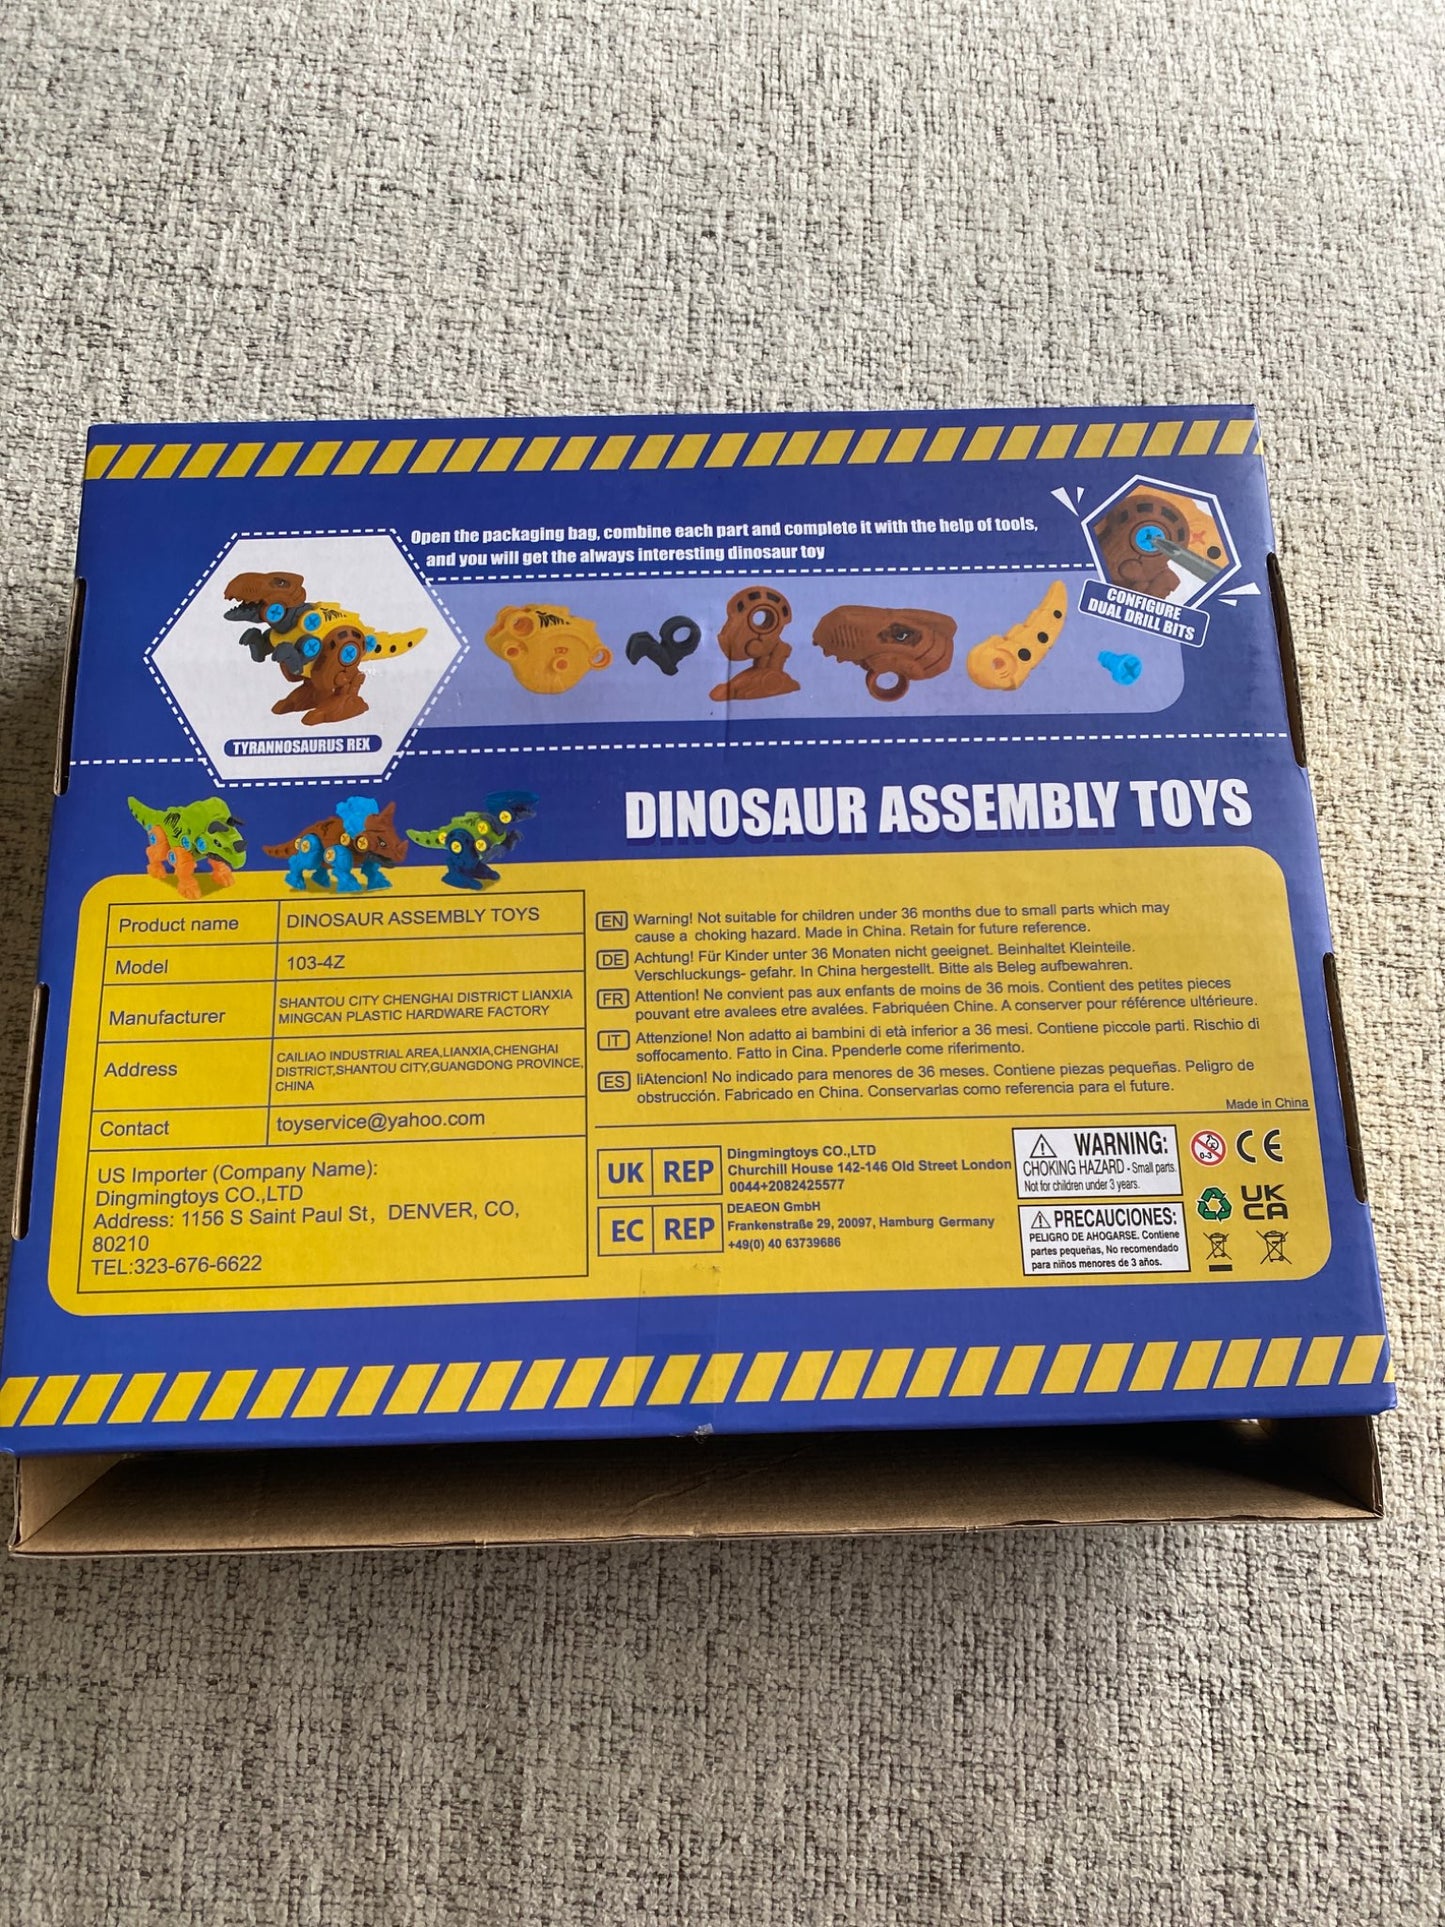 Open the packaging bag, combine each part and complete it with the help of tools,
and you will get the always interesting dinosaur toy
CONFIGURE
DUAL DRILL BITS
TYRANNOSAURUS REX
DINOSAUR ASSEMBLY TOYS
Product name DINOSAUR ASSEMBLY TOYS
Model 103-4Z
Manufacturer SHANTOU CITY CHENGHAI DISTRICT LIANXIA
MINGCAN PLASTIC HARDWARE FACTORY
Address CAILIAO INDUSTRIAL AREA,LIANXIA,CHENGHAI
DISTRICT,SHANTOU CITY,GUANGDONG PROVINCE,
CHINA
Contact toyservice@yahoo.com
US Importer (Company Name):
Dingmingtoys CO.,LTD
Address: 1156 S Saint Paul St, DENVER, CO,
80210
TEL:323-676-6622
EN Warning! Not suitable for children under 36 months due to small parts which may
cause a choking hazard. Made in China. Retain for future reference.
DE Achtung! Für Kinder unter 36 Monaten nicht geeignet. Beinhaltet Kleinteile.
Verschluckungs- gefahr. In China hergestellt. Bitte als Beleg aufbewahren.
FR Attention! Ne convient pas aux enfants de moins de 36 mois. Contient des petites pieces
pouvant etre avalees etre avalées. Fabriquéen Chine. A conserver pour référence ultérieure.
IT Attenzione! Non adatto ai bambini di età inferior a 36 mesi. Contiene piccole parti. Rischio di
soffocamento. Fatto in Cina. Ppenderle come riferimento.
ES IiAtencion! No indicado para menores de 36 meses. Contiene piezas pequeñas. Peligro de
obstrucción. Fabricado en China. Conservarlas como referencia para el future.
Made in China
UK REP
Dingmingtoys CO.,LTD
Churchill House 142-146 Old Street London
0044+2082425577
EC REP
DEAEON GmbH
Frankenstraße 29, 20097, Hamburg Germany
+49(0) 40 63739686
WARNING:
CHOKING HAZARD - Small parts.
Not for children under 3 years.
PRECAUCIONES:
PELIGRO DE AHOGARSE. Contiene
partes pequeñas, No recomendado
para niños menores de 3 años.
0-3
CE
UK
CA